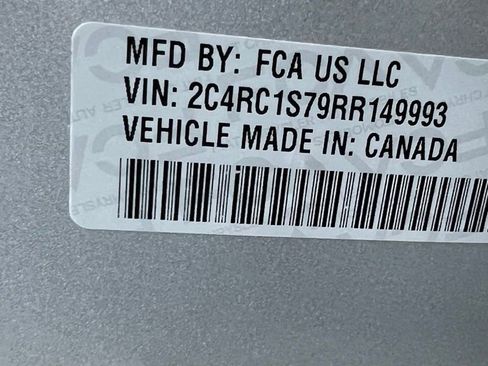 MFD BY: FCA US LLC
VIN: 2C4RC1S79RR149993
VEHICLE MADE IN: CANADA